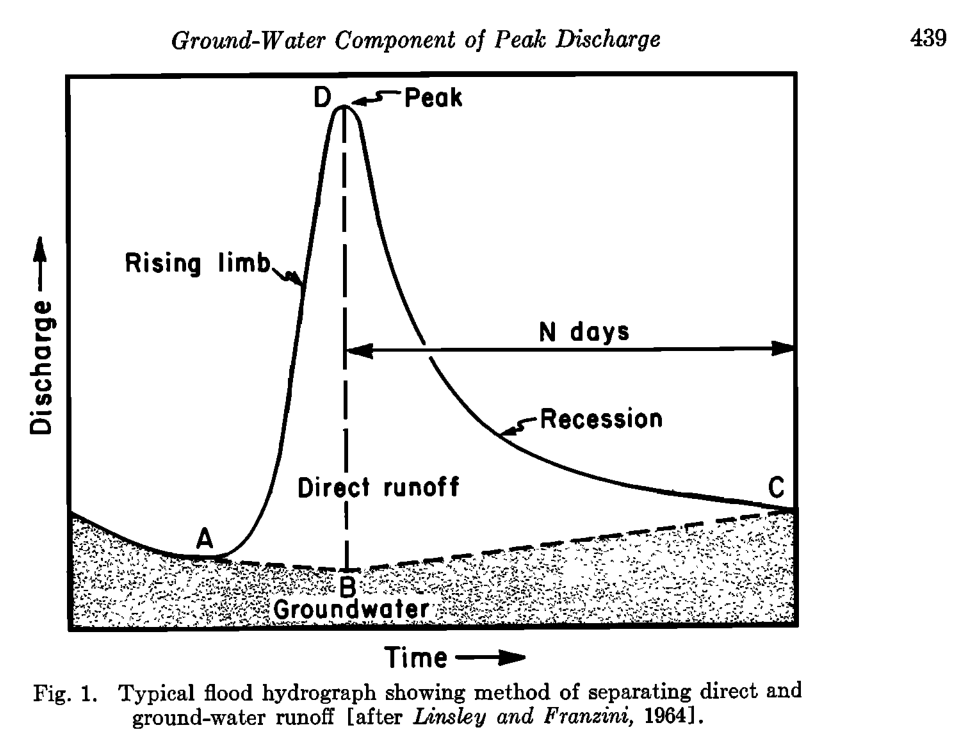 Ground-Water Component of Peak Discharge 439
D
Peak
Rising limb
N days
Discharge
Recession
Direct runoff
C
A
B
Groundwater
Time
Fig. 1. Typical flood hydrograph showing method of separating direct and
ground-water runoff [after Linsley and Franzini, 1964].